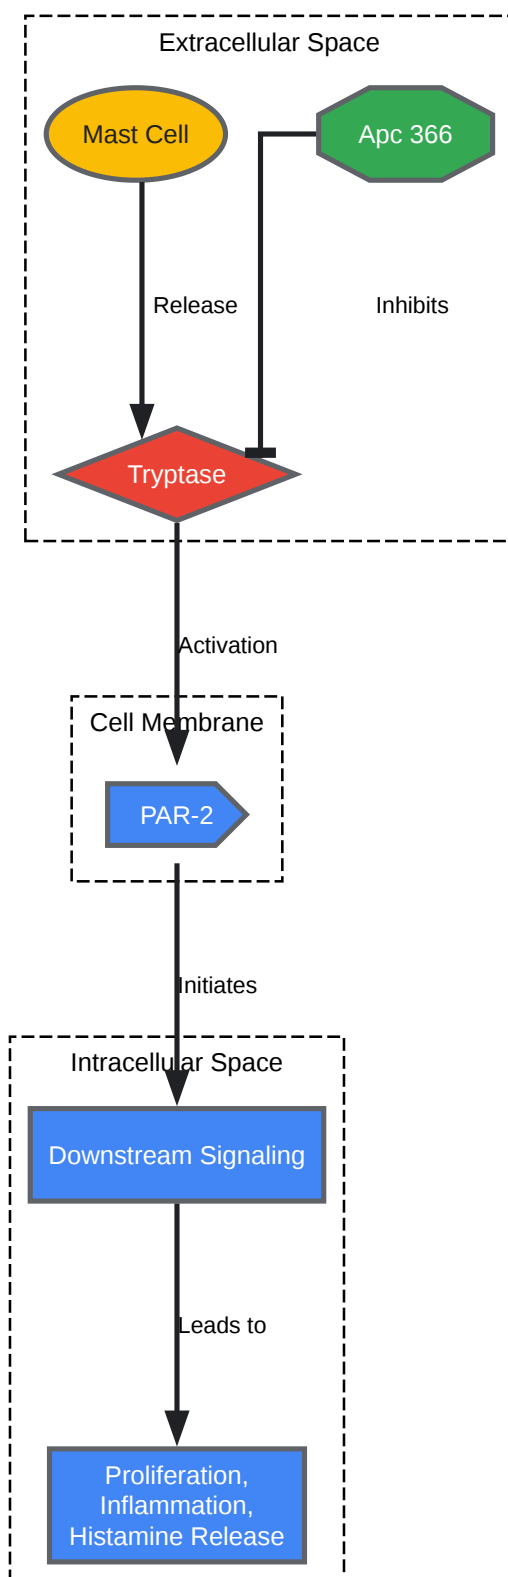 Extracellular Space
Mast Cell
Apc 366
Release
Inhibits
Tryptase
Activation
Cell Membrane
PAR-2
Initiates
Intracellular Space
Downstream Signaling
Leads to
Proliferation,
Inflammation,
Histamine Release